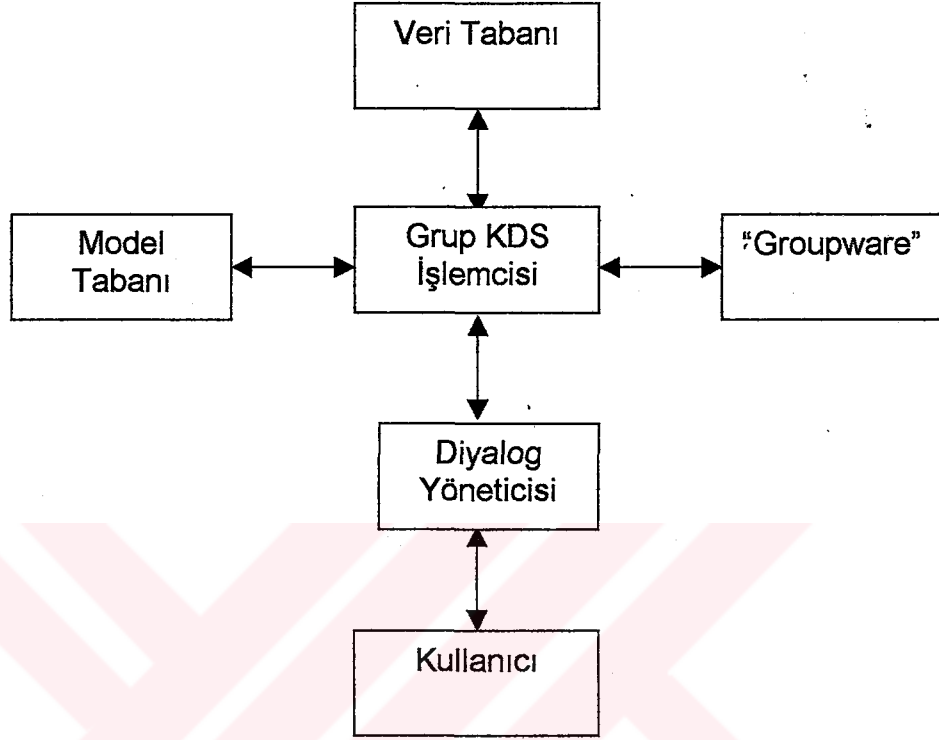 Veri Tabanı
Model
Tabanı
Grup KDS
İşlemcisi
“Groupware”
Diyalog
Yöneticisi
Kullanıcı